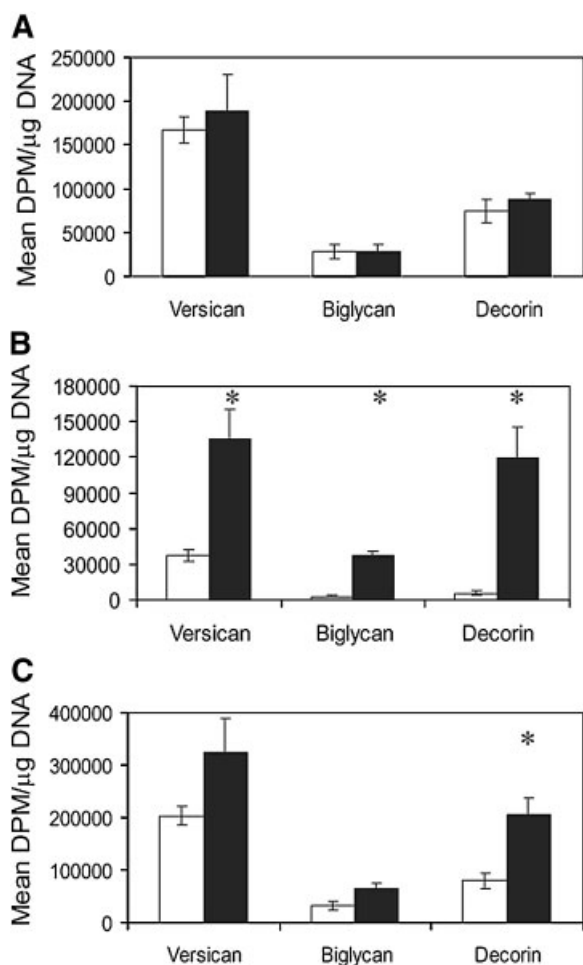 A
Mean DPM/μg DNA
250000
200000
150000
100000
50000
0
Versican Biglycan Decorin
B
Mean DPM/μg DNA
180000
150000
120000
90000
60000
30000
0
* * *
Versican Biglycan Decorin
C
Mean DPM/μg DNA
400000
300000
200000
100000
0
*
Versican Biglycan Decorin